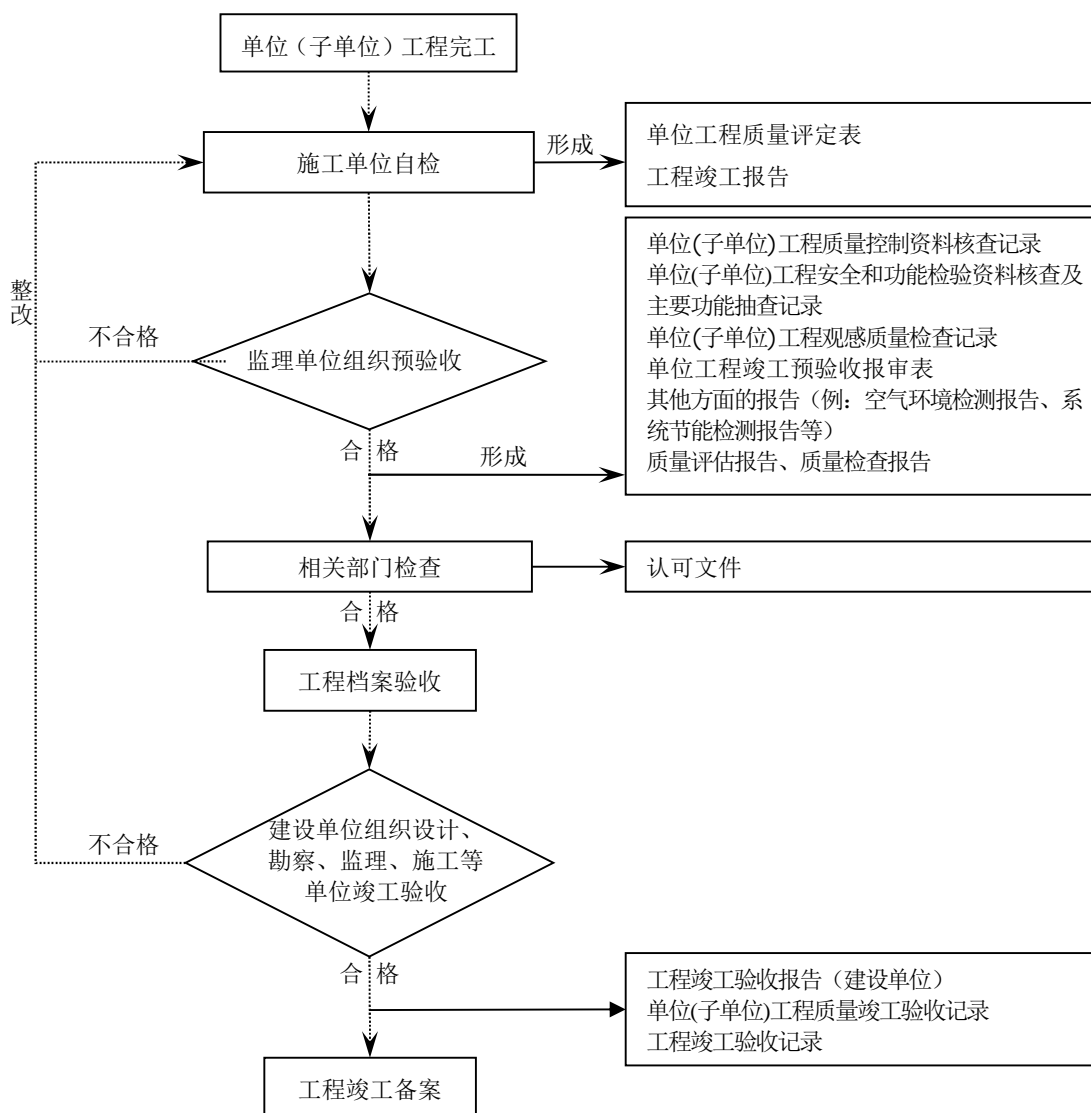 单位（子单位）工程完工
施工单位自检
形成
单位工程质量评定表
工程竣工报告
整改
不合格
监理单位组织预验收
单位(子单位)工程质量控制资料核查记录
单位(子单位)工程安全和功能检验资料核查及
主要功能抽查记录
单位(子单位)工程观感质量检查记录
单位工程竣工预验收报审表
其他方面的报告（例：空气环境检测报告、系
统节能检测报告等）
质量评估报告、质量检查报告
合格
形成
相关部门检查
认可文件
合格
工程档案验收
不合格
建设单位组织设计、
勘察、监理、施工等
单位竣工验收
合格
工程竣工验收报告（建设单位）
单位(子单位)工程质量竣工验收记录
工程竣工验收记录
工程竣工备案